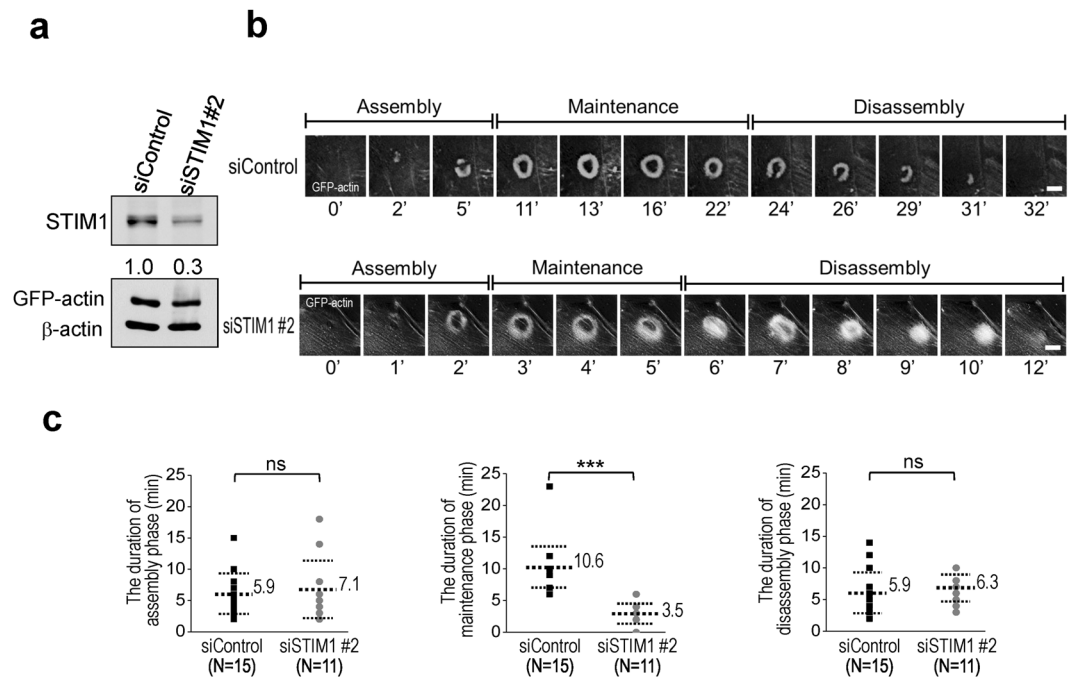 a
siControl
siSTIM1#2
STIM1
1.0 0.3
GFP-actin
β-actin
b
Assembly Maintenance Disassembly
siControl
GFP-actin
0’ 2’ 5’ 11’ 13’ 16’ 22’ 24’ 26’ 29’ 31’ 32’
Assembly Maintenance Disassembly
siSTIM1 #2
GFP-actin
0’ 1’ 2’ 3’ 4’ 5’ 6’ 7’ 8’ 9’ 10’ 12’
c
The duration of
assembly phase (min)
25
20
15
10
5
0
ns
5.9
7.1
siControl siSTIM1 #2
(N=15) (N=11)
The duration of
maintenance phase (min)
25
20
15
10
5
0
***
10.6
3.5
siControl siSTIM1 #2
(N=15) (N=11)
The duration of
disassembly phase (min)
25
20
15
10
5
0
ns
5.9
6.3
siControl siSTIM1 #2
(N=15) (N=11)